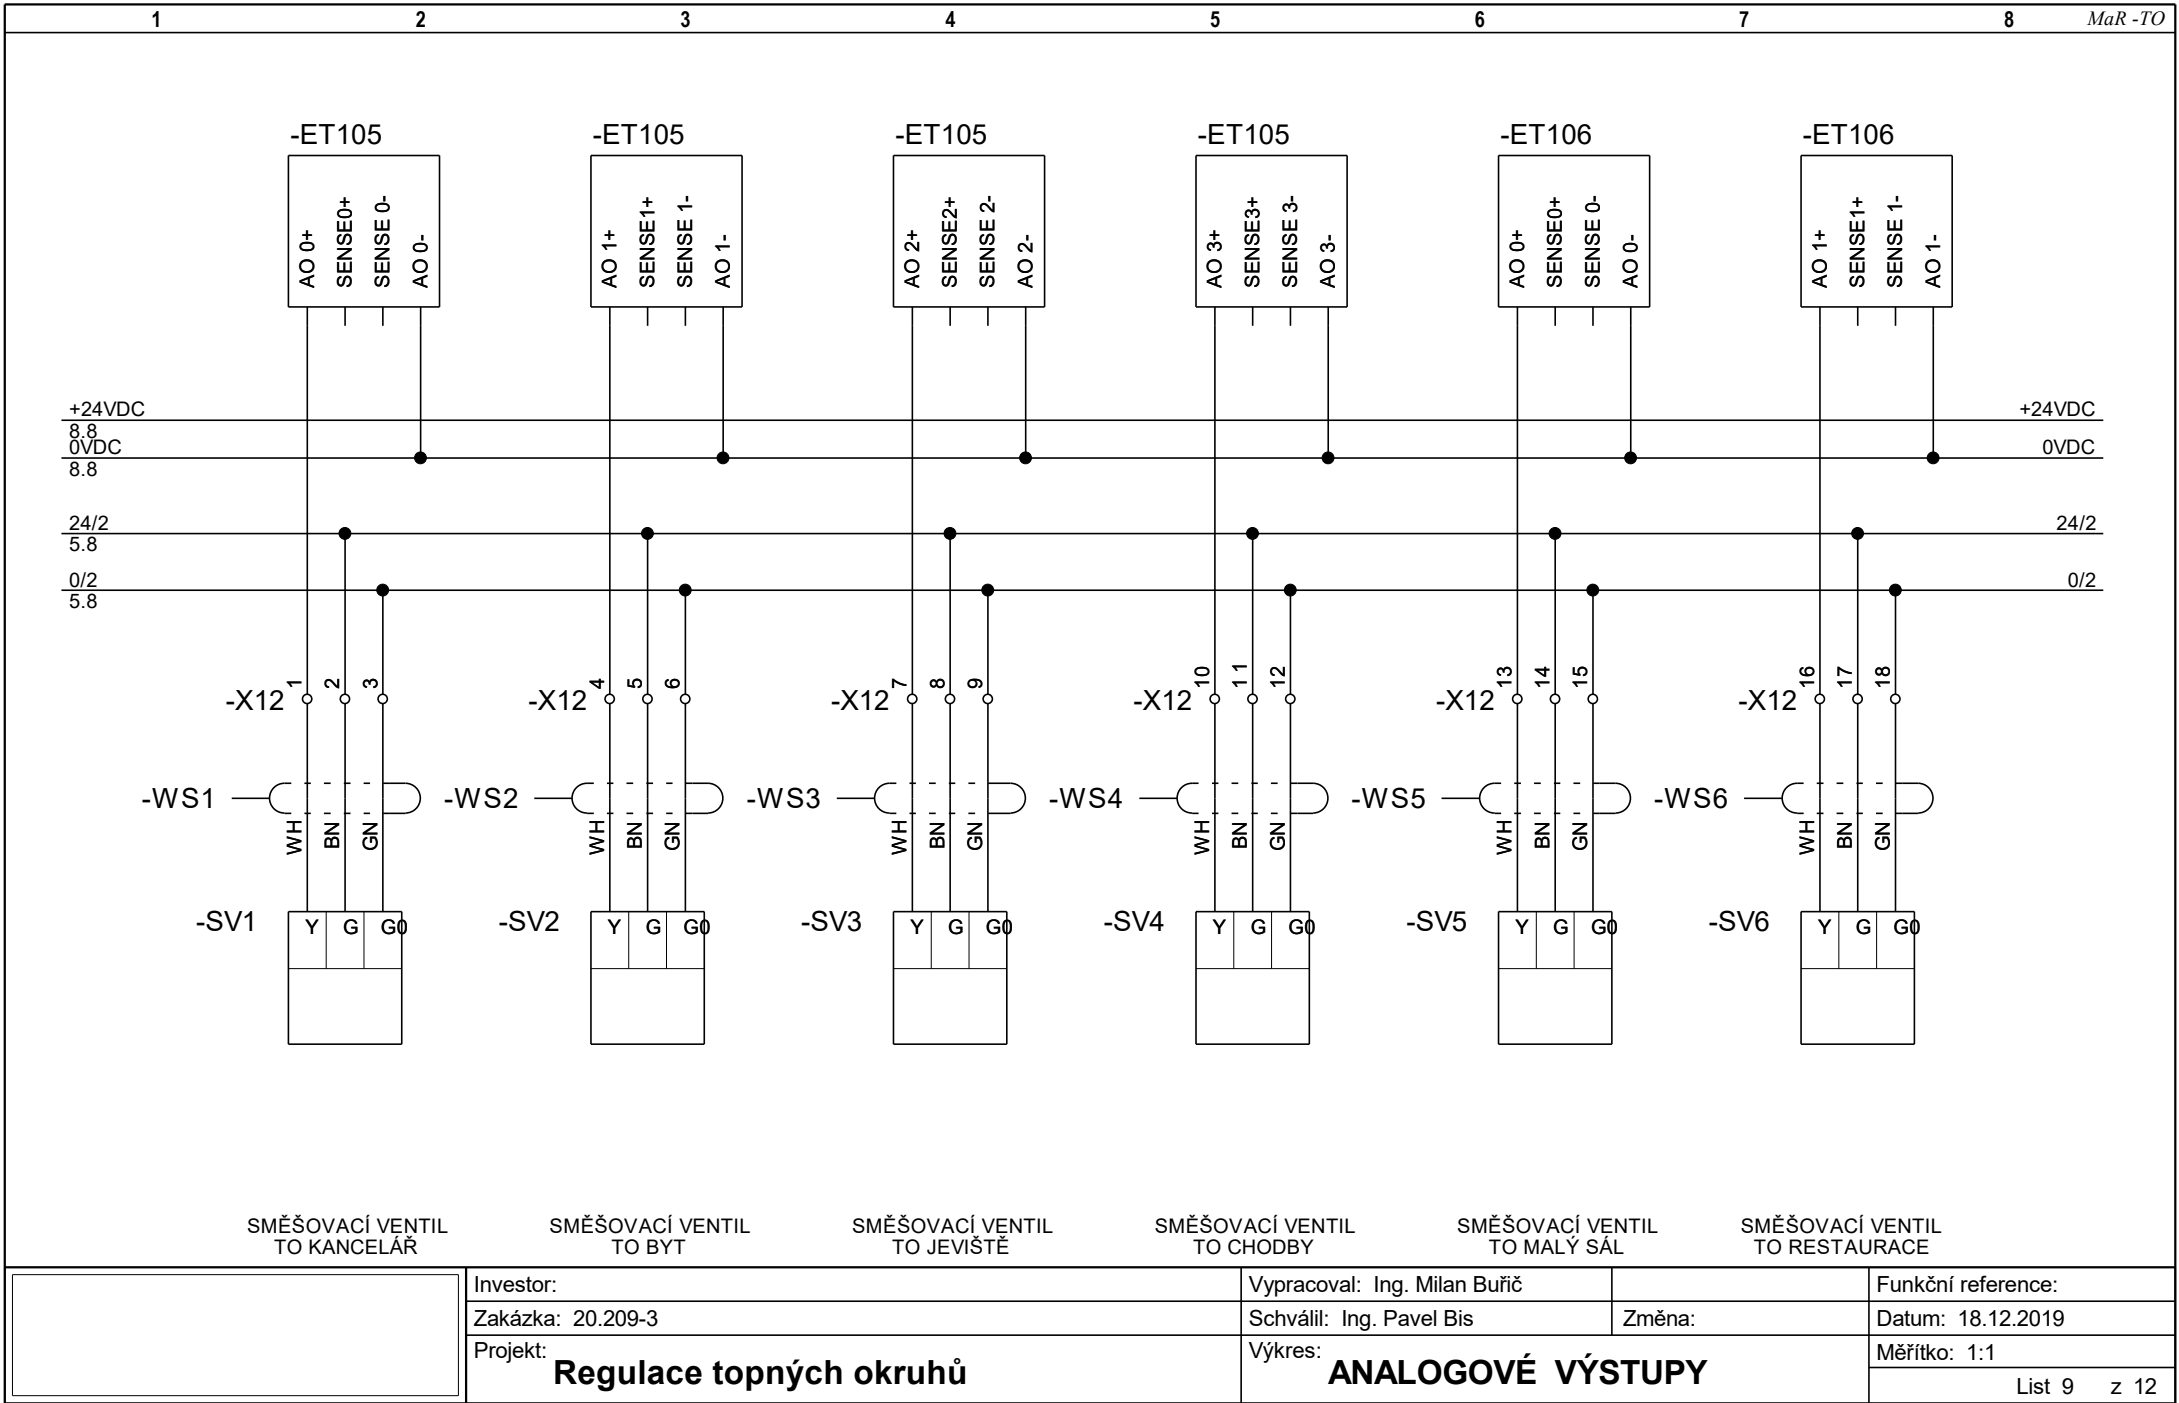 1 2 3 4 5 6 7 8 MaR -TO
-ET105 -ET105 -ET105 -ET105 -ET106 -ET106
AO 0+ SENSE0+ SENSE 0- AO 0-
AO 1+ SENSE1+ SENSE 1- AO 1-
AO 2+ SENSE2+ SENSE 2- AO 2-
AO 3+ SENSE3+ SENSE 3- AO 3-
AO 0+ SENSE0+ SENSE 0- AO 0-
AO 1+ SENSE1+ SENSE 1- AO 1-
+24VDC +24VDC
8.8
0VDC 0VDC
8.8
24/2 24/2
5.8
0/2 0/2
5.8
-X12 1 2 3 -X12 4 5 6 -X12 7 8 9 -X12 10 11 12 -X12 13 14 15 -X12 16 17 18
-WS1 -WS2 -WS3 -WS4 -WS5 -WS6
WH BN GN WH BN GN WH BN GN WH BN GN WH BN GN WH BN GN
-SV1 Y G G0 -SV2 Y G G0 -SV3 Y G G0 -SV4 Y G G0 -SV5 Y G G0 -SV6 Y G G0
SMĚŠOVACÍ VENTIL
TO KANCELÁŘ
SMĚŠOVACÍ VENTIL
TO BYT
SMĚŠOVACÍ VENTIL
TO JEVIŠTĚ
SMĚŠOVACÍ VENTIL
TO CHODBY
SMĚŠOVACÍ VENTIL
TO MALÝ SÁL
SMĚŠOVACÍ VENTIL
TO RESTAURACE
Investor:
Zakázka: 20.209-3
Projekt: Regulace topných okruhů
Vypracoval: Ing. Milan Buřič
Schválil: Ing. Pavel Bis
Změna:
Výkres: ANALOGOVÉ VÝSTUPY
Funkční reference:
Datum: 18.12.2019
Měřítko: 1:1
List 9 z 12